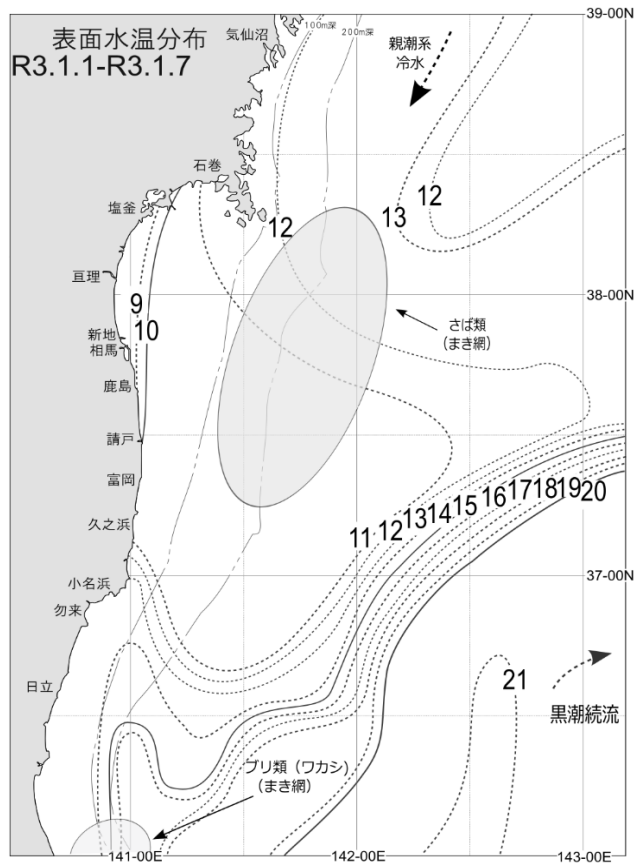 表面水温分布
R3.1.1-R3.1.7
気仙沼
100m深
200m深
39-00N
親潮系
冷水
石巻
塩釜
12
13
12
亘理
38-00N
9
10
さば類
(まき網)
新地
相馬
鹿島
請戸
富岡
久之浜
11
12
13
14
15
16
17
18
19
20
37-00N
小名浜
勿来
日立
21
黒潮続流
ブリ類 (ワカシ)
(まき網)
141-00E
142-00E
143-00E